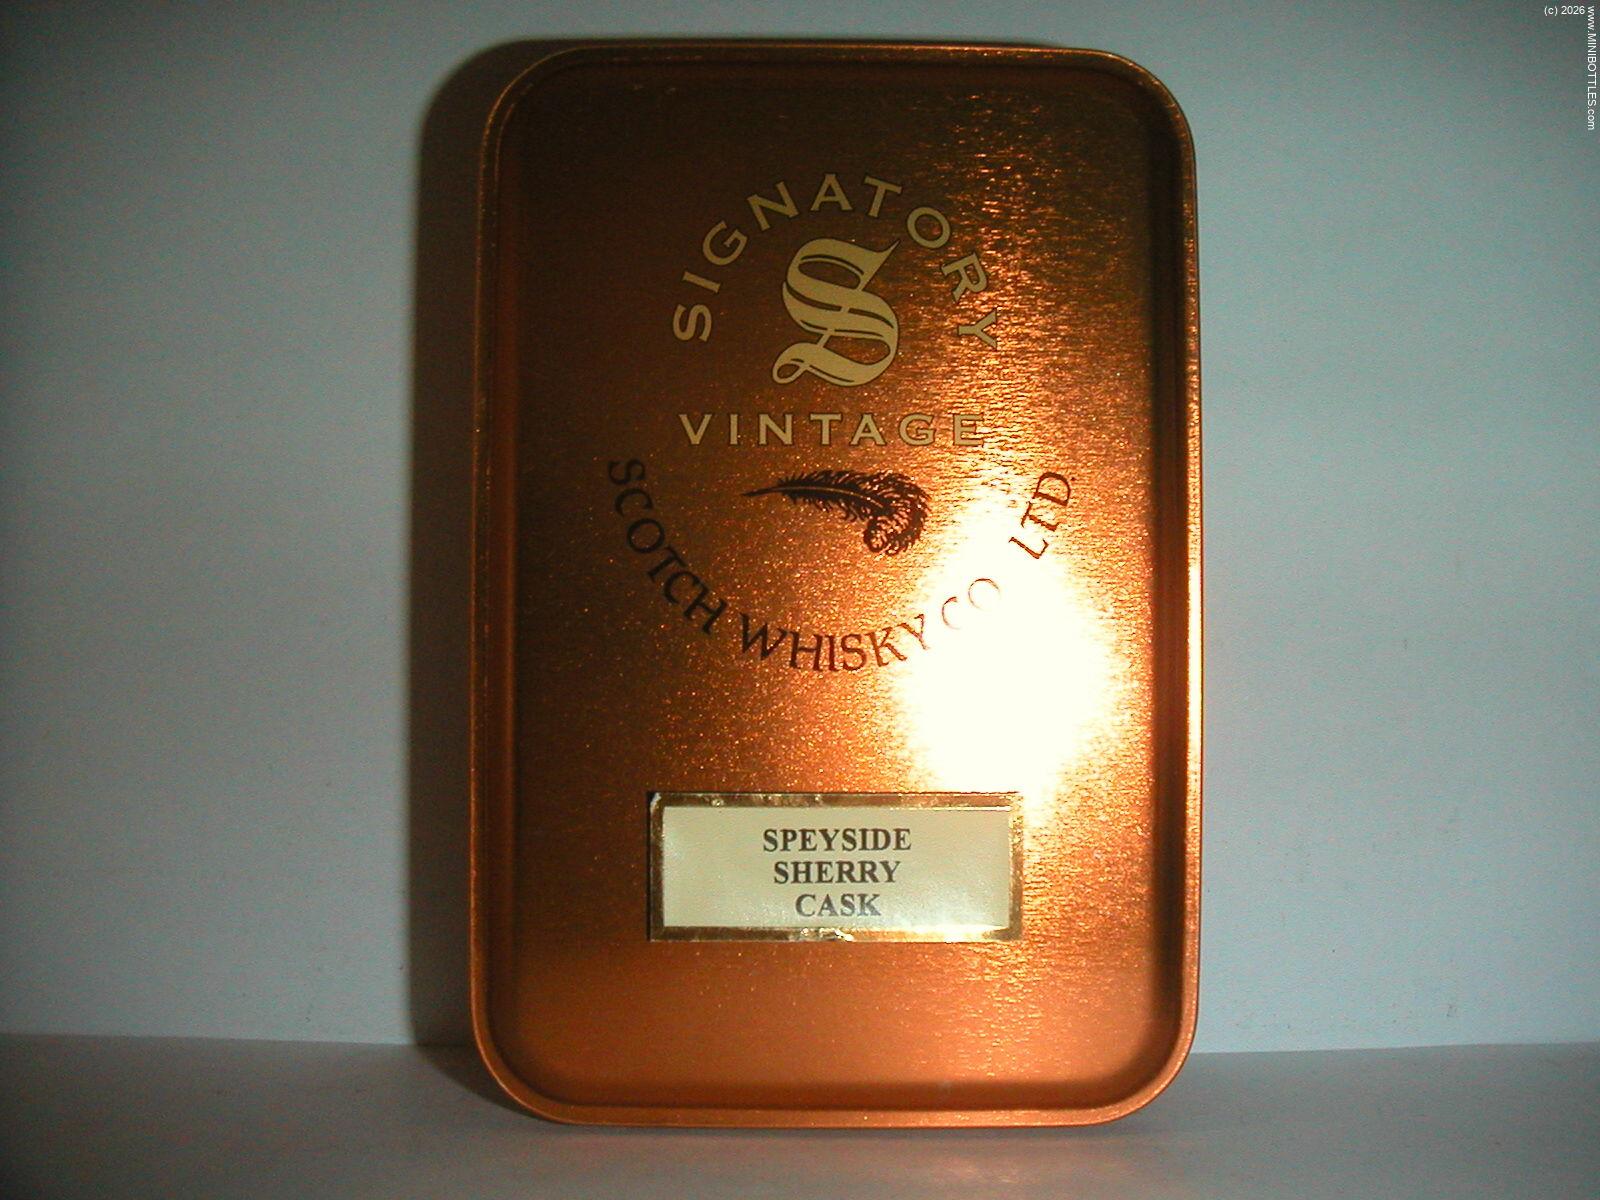 (c) 2026 www.MINIBOTTLES.com
SIGNATORY
S
VINTAGE
SCOTCH WHISKY CO LTD.
SPEYSIDE
SHERRY
CASK